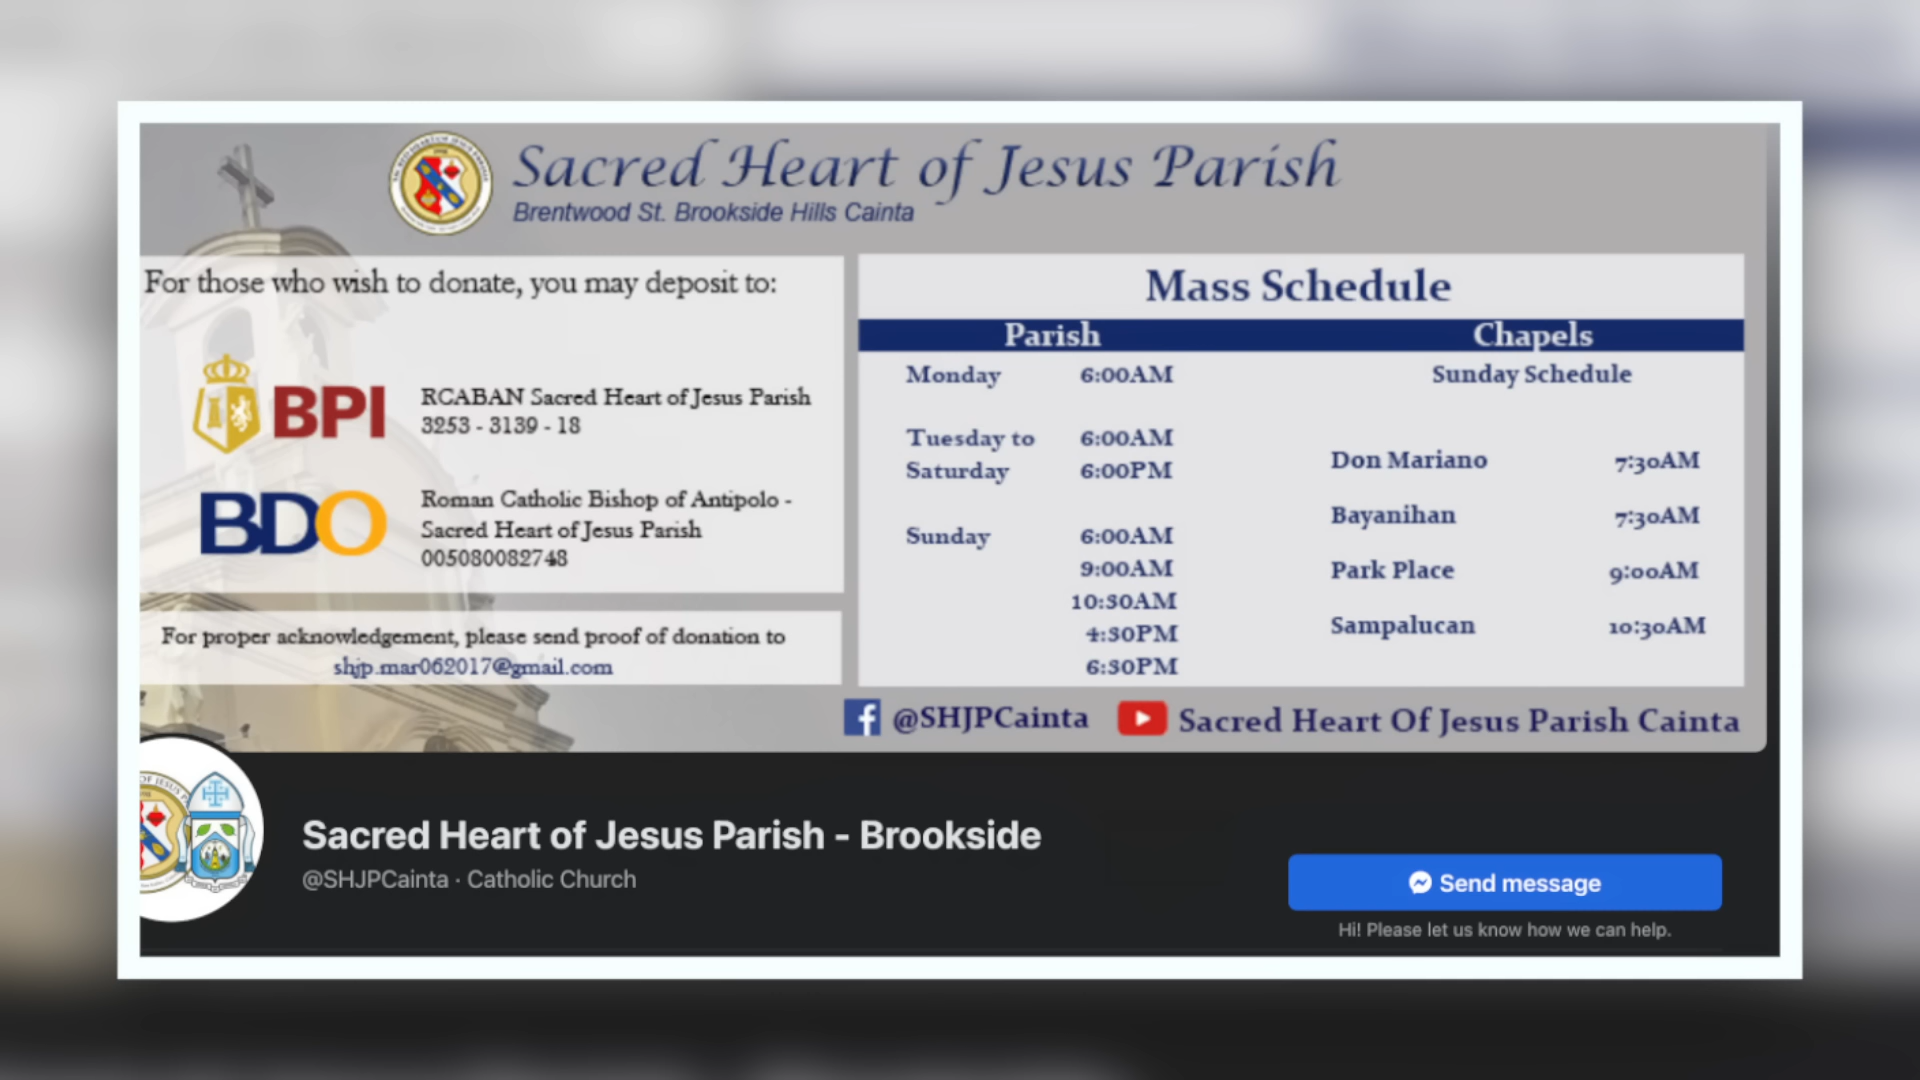 Sacred Heart of Jesus Parish
Brentwood St. Brookside Hills Cainta
For those who wish to donate, you may deposit to:
BPI
RCABAN Sacred Heart of Jesus Parish
3253 - 3139 - 18
BDO
Roman Catholic Bishop of Antipolo -
Sacred Heart of Jesus Parish
005080082748
For proper acknowledgement, please send proof of donation to
shjp.mar062017@gmail.com
Mass Schedule
Parish
Monday 6:00AM
Tuesday to 6:00AM
Saturday 6:00PM
Sunday 6:00AM
9:00AM
10:30AM
4:30PM
6:30PM
Chapels
Sunday Schedule
Don Mariano 7:30AM
Bayanihan 7:30AM
Park Place 9:00AM
Sampalucan 10:30AM
@SHJPCainta
Sacred Heart Of Jesus Parish Cainta
Sacred Heart of Jesus Parish - Brookside
@SHJPCainta · Catholic Church
Send message
Hi! Please let us know how we can help.